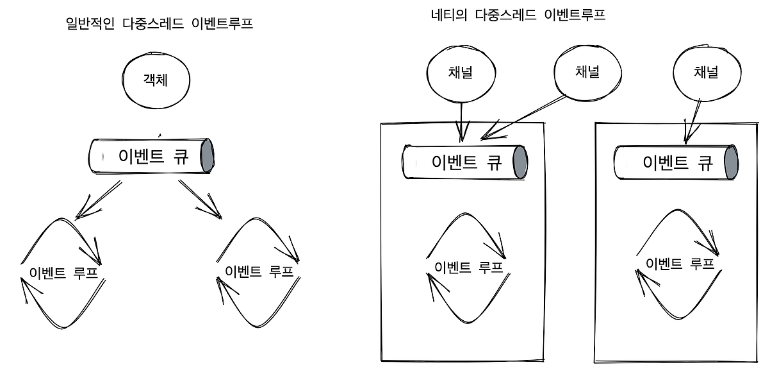 일반적인 다중스레드 이벤트루프
객체
이벤트 큐
이벤트 루프
이벤트 루프
네티의 다중스레드 이벤트루프
채널
채널
채널
이벤트 큐
이벤트 큐
이벤트 루프
이벤트 루프